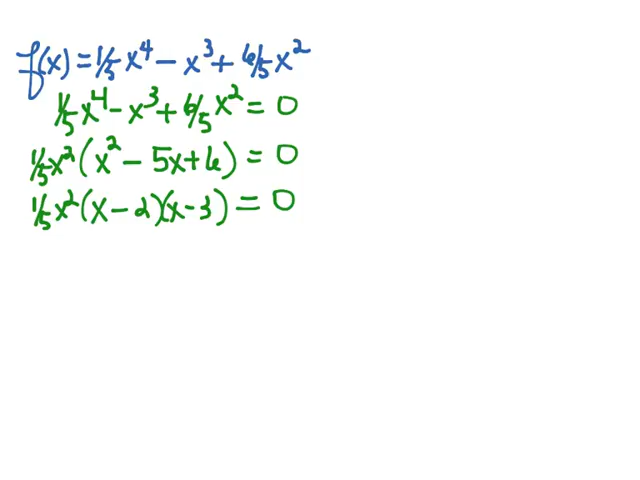 f(x) = 1/5 x⁴ − x³ + 6/5 x²
1/5 x⁴ − x³ + 6/5 x² = 0
1/5 x² (x² − 5x + 6) = 0
1/5 x² (x − 2)(x − 3) = 0